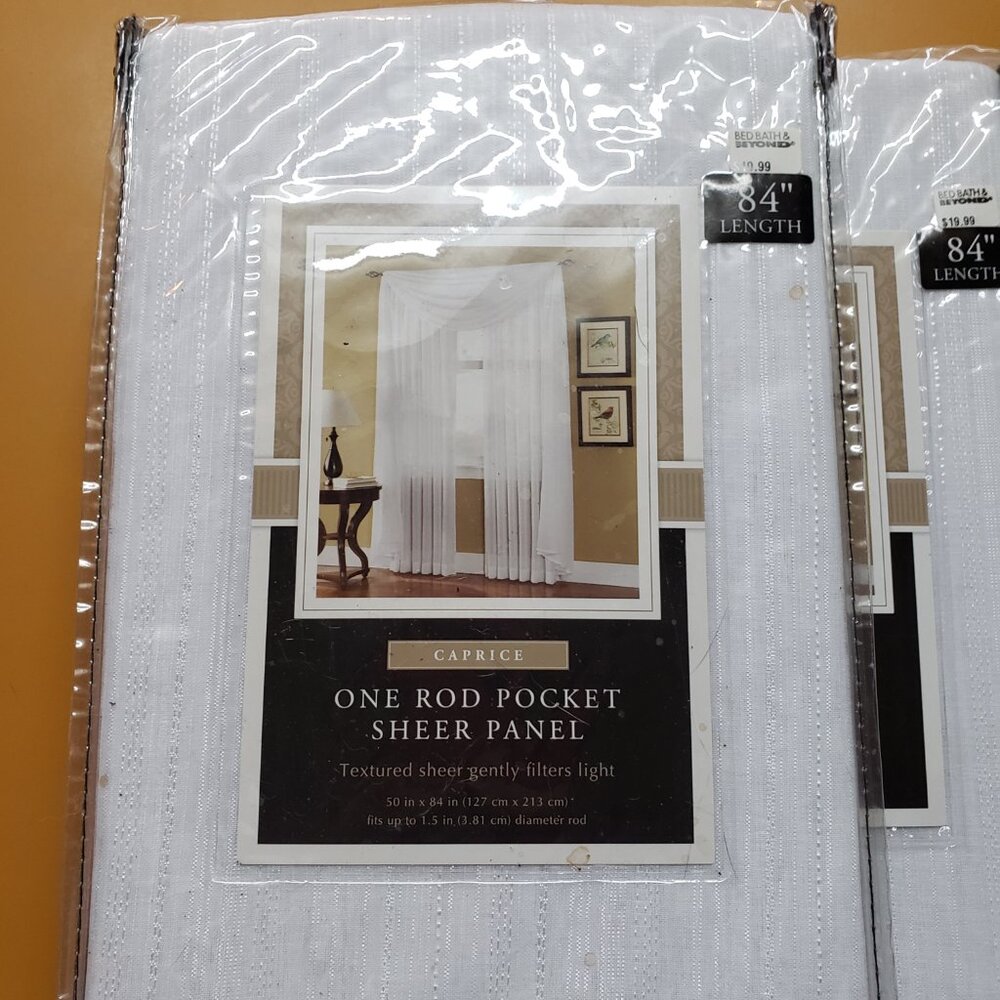 BED BATH &
BEYOND
84"
LENGTH
BED BATH &
BEYOND
$19.99
84"
LENGTH
CAPRICE
ONE ROD POCKET
SHEER PANEL
Textured sheer gently filters light
50 in x 84 in (127 cm x 213 cm)*
fits up to 1.5 in (3.81 cm) diameter rod